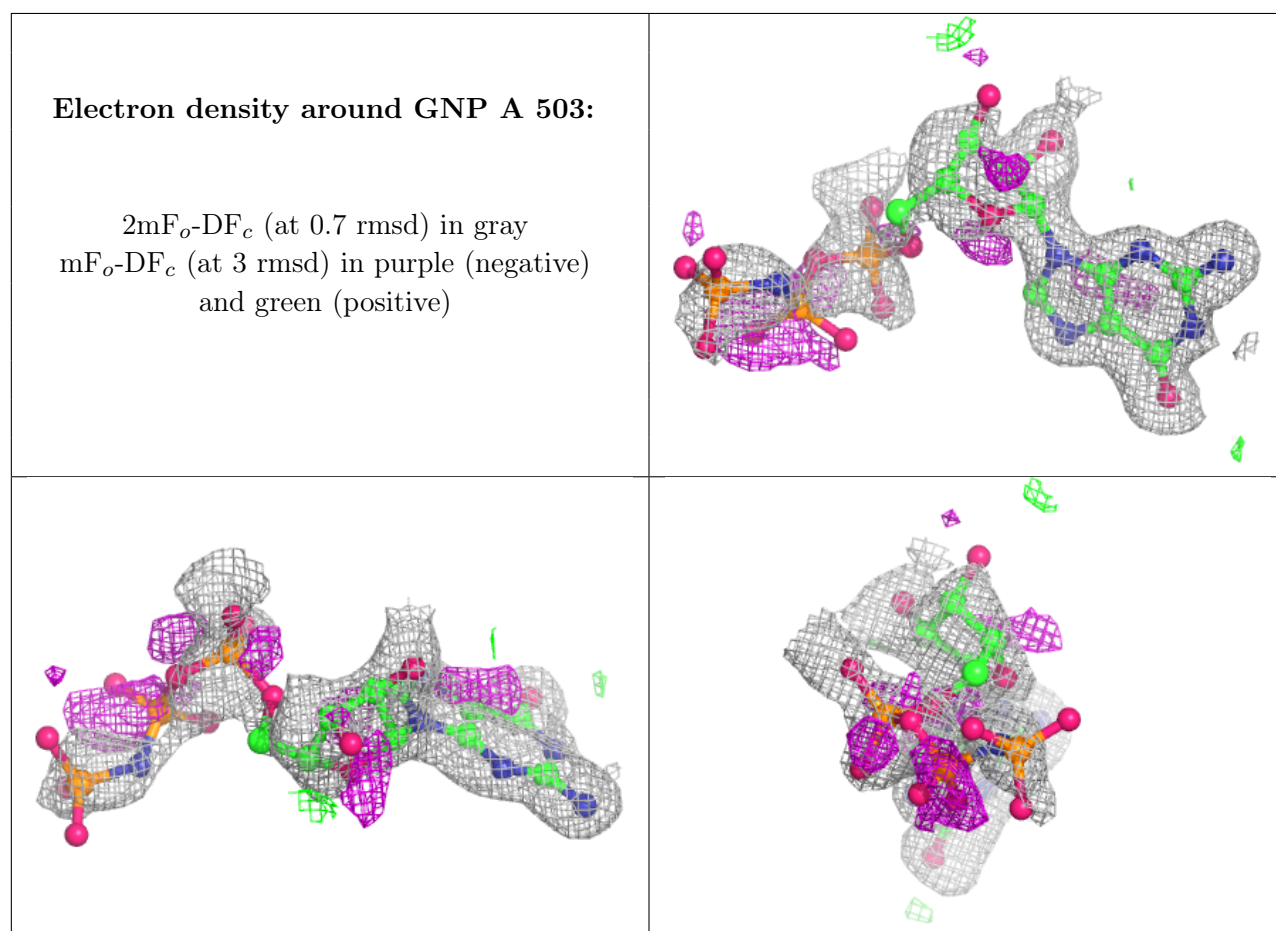 Electron density around GNP A 503:
2mFo-DFc (at 0.7 rmsd) in gray
mFo-DFc (at 3 rmsd) in purple (negative)
and green (positive)